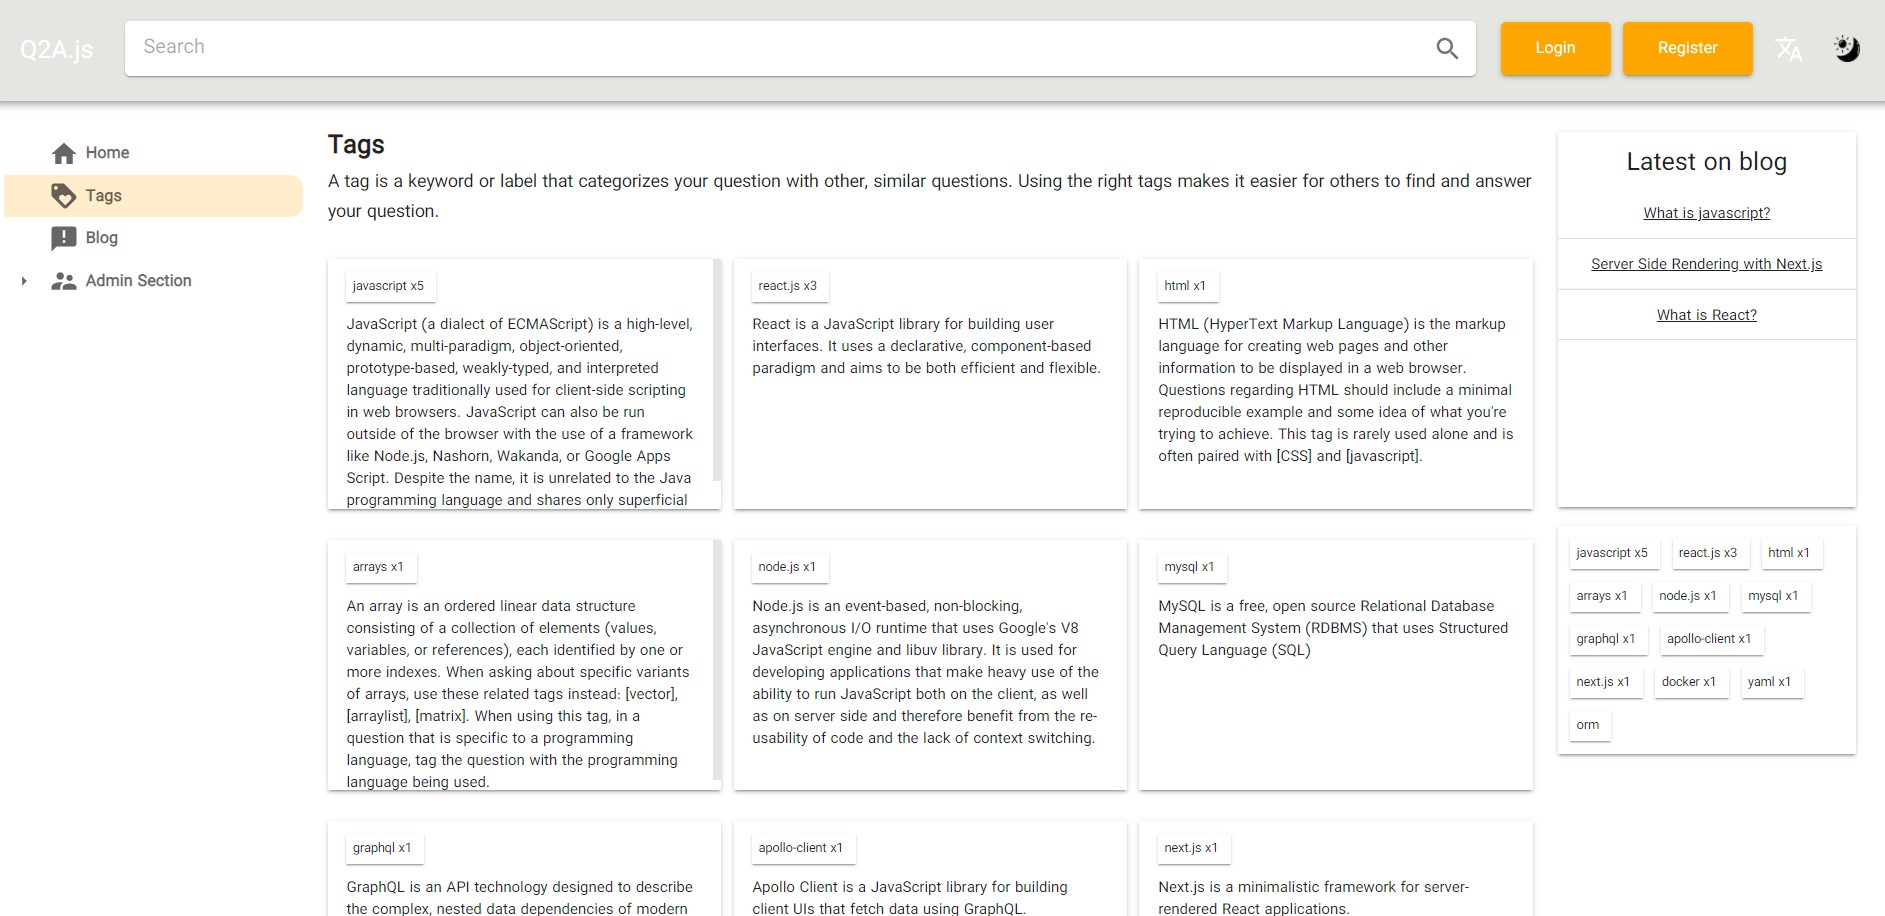 Q2A.js
Search
Login
Register
Home
Tags
Blog
Admin Section
Tags
A tag is a keyword or label that categorizes your question with other, similar questions. Using the right tags makes it easier for others to find and answer
your question.
javascript x5
JavaScript (a dialect of ECMAScript) is a high-level,
dynamic, multi-paradigm, object-oriented,
prototype-based, weakly-typed, and interpreted
language traditionally used for client-side scripting
in web browsers. JavaScript can also be run
outside of the browser with the use of a framework
like Node.js, Nashorn, Wakanda, or Google Apps
Script. Despite the name, it is unrelated to the Java
programming language and shares only superficial
react.js x3
React is a JavaScript library for building user
interfaces. It uses a declarative, component-based
paradigm and aims to be both efficient and flexible.
html x1
HTML (HyperText Markup Language) is the markup
language for creating web pages and other
information to be displayed in a web browser.
Questions regarding HTML should include a minimal
reproducible example and some idea of what you're
trying to achieve. This tag is rarely used alone and is
often paired with [CSS] and [javascript].
arrays x1
An array is an ordered linear data structure
consisting of a collection of elements (values,
variables, or references), each identified by one or
more indexes. When asking about specific variants
of arrays, use these related tags instead: [vector],
[arraylist], [matrix]. When using this tag, in a
question that is specific to a programming
language, tag the question with the programming
language being used.
node.js x1
Node.js is an event-based, non-blocking,
asynchronous I/O runtime that uses Google's V8
JavaScript engine and libuv library. It is used for
developing applications that make heavy use of the
ability to run JavaScript both on the client, as well
as on server side and therefore benefit from the re-
usability of code and the lack of context switching.
mysql x1
MySQL is a free, open source Relational Database
Management System (RDBMS) that uses Structured
Query Language (SQL)
graphql x1
GraphQL is an API technology designed to describe
the complex, nested data dependencies of modern
apollo-client x1
Apollo Client is a JavaScript library for building
client UIs that fetch data using GraphQL.
next.js x1
Next.js is a minimalistic framework for server-
rendered React applications.
Latest on blog
What is javascript?
Server Side Rendering with Next.js
What is React?
javascript x5 react.js x3 html x1
arrays x1 node.js x1 mysql x1
graphql x1 apollo-client x1
next.js x1 docker x1 yaml x1
orm